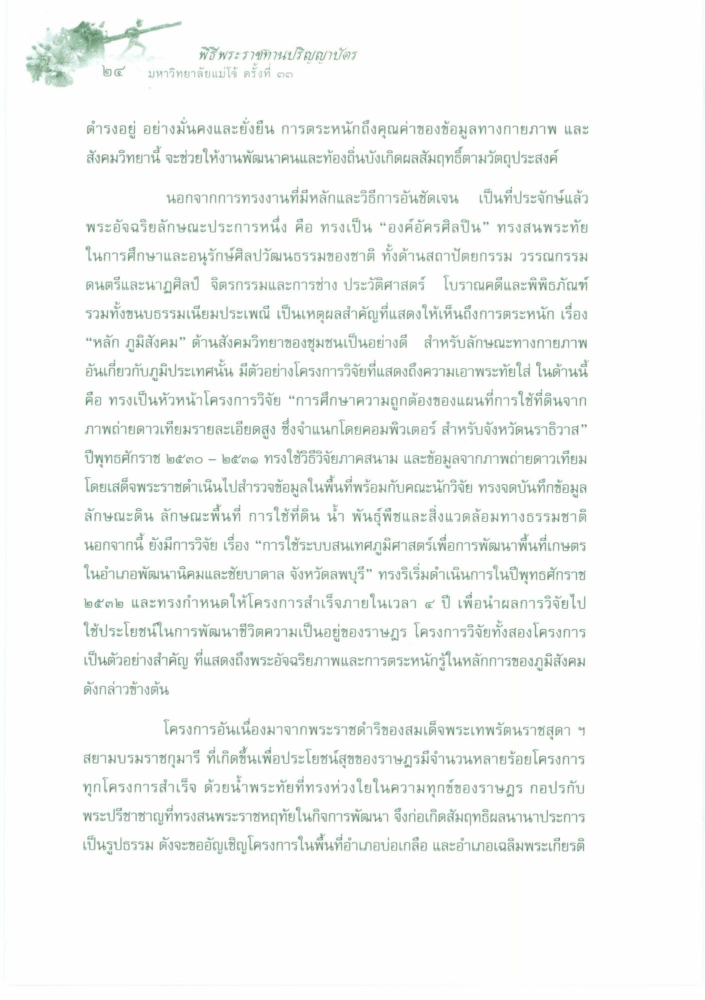 พิธีพระราชทานปริญญาบัตร
๒๔ มหาวิทยาลัยแม่โจ้ ครั้งที่ ๓๓
ดำรงอยู่ อย่างมั่นคงและยั่งยืน การตระหนักถึงคุณค่าของข้อมูลทางกายภาพ และ
สังคมวิทยานี้ จะช่วยให้งานพัฒนาคนและท้องถิ่นบังเกิดผลสัมฤทธิ์ตามวัตถุประสงค์
นอกจากการทรงงานที่มีหลักและวิธีการอันชัดเจน เป็นที่ประจักษ์แล้ว
พระอัจฉริยลักษณะประการหนึ่ง คือ ทรงเป็น “องค์อัครศิลปิน” ทรงสนพระทัย
ในการศึกษาและอนุรักษ์ศิลปวัฒนธรรมของชาติ ทั้งด้านสถาปัตยกรรม วรรณกรรม
ดนตรีและนาฏศิลป์ จิตรกรรมและการช่าง ประวัติศาสตร์ โบราณคดีและพิพิธภัณฑ์
รวมทั้งขนบธรรมเนียมประเพณี เป็นเหตุผลสำคัญที่แสดงให้เห็นถึงการตระหนัก เรื่อง
“หลัก ภูมิสังคม” ด้านสังคมวิทยาของชุมชนเป็นอย่างดี สำหรับลักษณะทางกายภาพ
อันเกี่ยวกับภูมิประเทศนั้น มีตัวอย่างโครงการวิจัยที่แสดงถึงความเอาพระทัยใส่ ในด้านนี้
คือ ทรงเป็นหัวหน้าโครงการวิจัย “การศึกษาความถูกต้องของแผนที่การใช้ที่ดินจาก
ภาพถ่ายดาวเทียมรายละเอียดสูง ซึ่งจำแนกโดยคอมพิวเตอร์ สำหรับจังหวัดนราธิวาส”
ปีพุทธศักราช ๒๕๓๐ – ๒๕๓๑ ทรงใช้วิธีวิจัยภาคสนาม และข้อมูลจากภาพถ่ายดาวเทียม
โดยเสด็จพระราชดำเนินไปสำรวจข้อมูลในพื้นที่พร้อมกับคณะนักวิจัย ทรงจดบันทึกข้อมูล
ลักษณะดิน ลักษณะพื้นที่ การใช้ที่ดิน น้ำ พันธุ์พืชและสิ่งแวดล้อมทางธรรมชาติ
นอกจากนี้ ยังมีการวิจัย เรื่อง “การใช้ระบบสนเทศภูมิศาสตร์เพื่อการพัฒนาพื้นที่เกษตร
ในอำเภอพัฒนานิคมและชัยบาดาล จังหวัดลพบุรี” ทรงริเริ่มดำเนินการในปีพุทธศักราช
๒๕๓๒ และทรงกำหนดให้โครงการสำเร็จภายในเวลา ๔ ปี เพื่อนำผลการวิจัยไป
ใช้ประโยชน์ในการพัฒนาชีวิตความเป็นอยู่ของราษฎร โครงการวิจัยทั้งสองโครงการ
เป็นตัวอย่างสำคัญ ที่แสดงถึงพระอัจฉริยภาพและการตระหนักรู้ในหลักการของภูมิสังคม
ดังกล่าวข้างต้น
โครงการอันเนื่องมาจากพระราชดำริของสมเด็จพระเทพรัตนราชสุดา ฯ
สยามบรมราชกุมารี ที่เกิดขึ้นเพื่อประโยชน์สุขของราษฎรมีจำนวนหลายร้อยโครงการ
ทุกโครงการสำเร็จ ด้วยน้ำพระทัยที่ทรงห่วงใยในความทุกข์ของราษฎร กอปรกับ
พระปรีชาชาญที่ทรงสนพระราชหฤทัยในกิจการพัฒนา จึงก่อเกิดสัมฤทธิผลนานาประการ
เป็นรูปธรรม ดังจะขออัญเชิญโครงการในพื้นที่อำเภอบ่อเกลือ และอำเภอเฉลิมพระเกียรติ